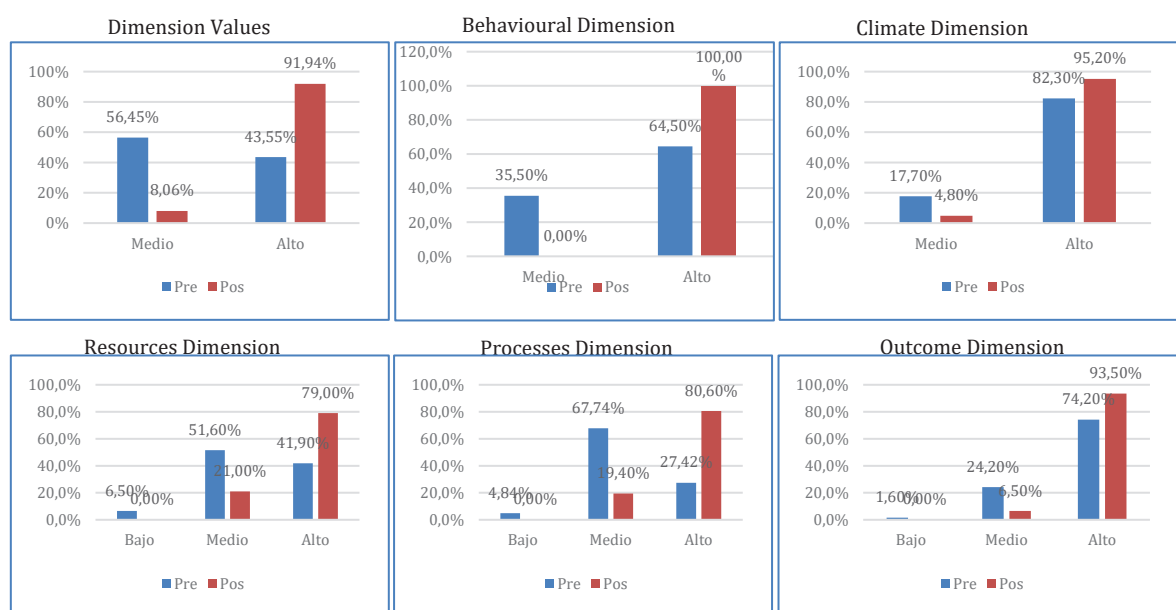 Dimension Values
100%
80%
60%
40%
20%
0%
56,45%
8,06%
43,55%
91,94%
Medio
Alto
Pre Pos
Behavioural Dimension
120,0%
100,0%
80,0%
60,0%
40,0%
20,0%
0,0%
35,50%
0,00%
64,50%
100,00
%
Medio
Alto
Pre Pos
Climate Dimension
100,0%
80,0%
60,0%
40,0%
20,0%
0,0%
17,70%
4,80%
82,30%
95,20%
Medio
Alto
Pre Pos
Resources Dimension
100,0%
80,0%
60,0%
40,0%
20,0%
0,0%
6,50%
0,00%
51,60%
21,00%
41,90%
79,00%
Bajo
Medio
Alto
Pre Pos
Processes Dimension
100,0%
80,0%
60,0%
40,0%
20,0%
0,0%
4,84%
0,00%
67,74%
19,40%
27,42%
80,60%
Bajo
Medio
Alto
Pre Pos
Outcome Dimension
100,0%
80,0%
60,0%
40,0%
20,0%
0,0%
1,60%
0,00%
24,20%
6,50%
74,20%
93,50%
Bajo
Medio
Alto
Pre Pos